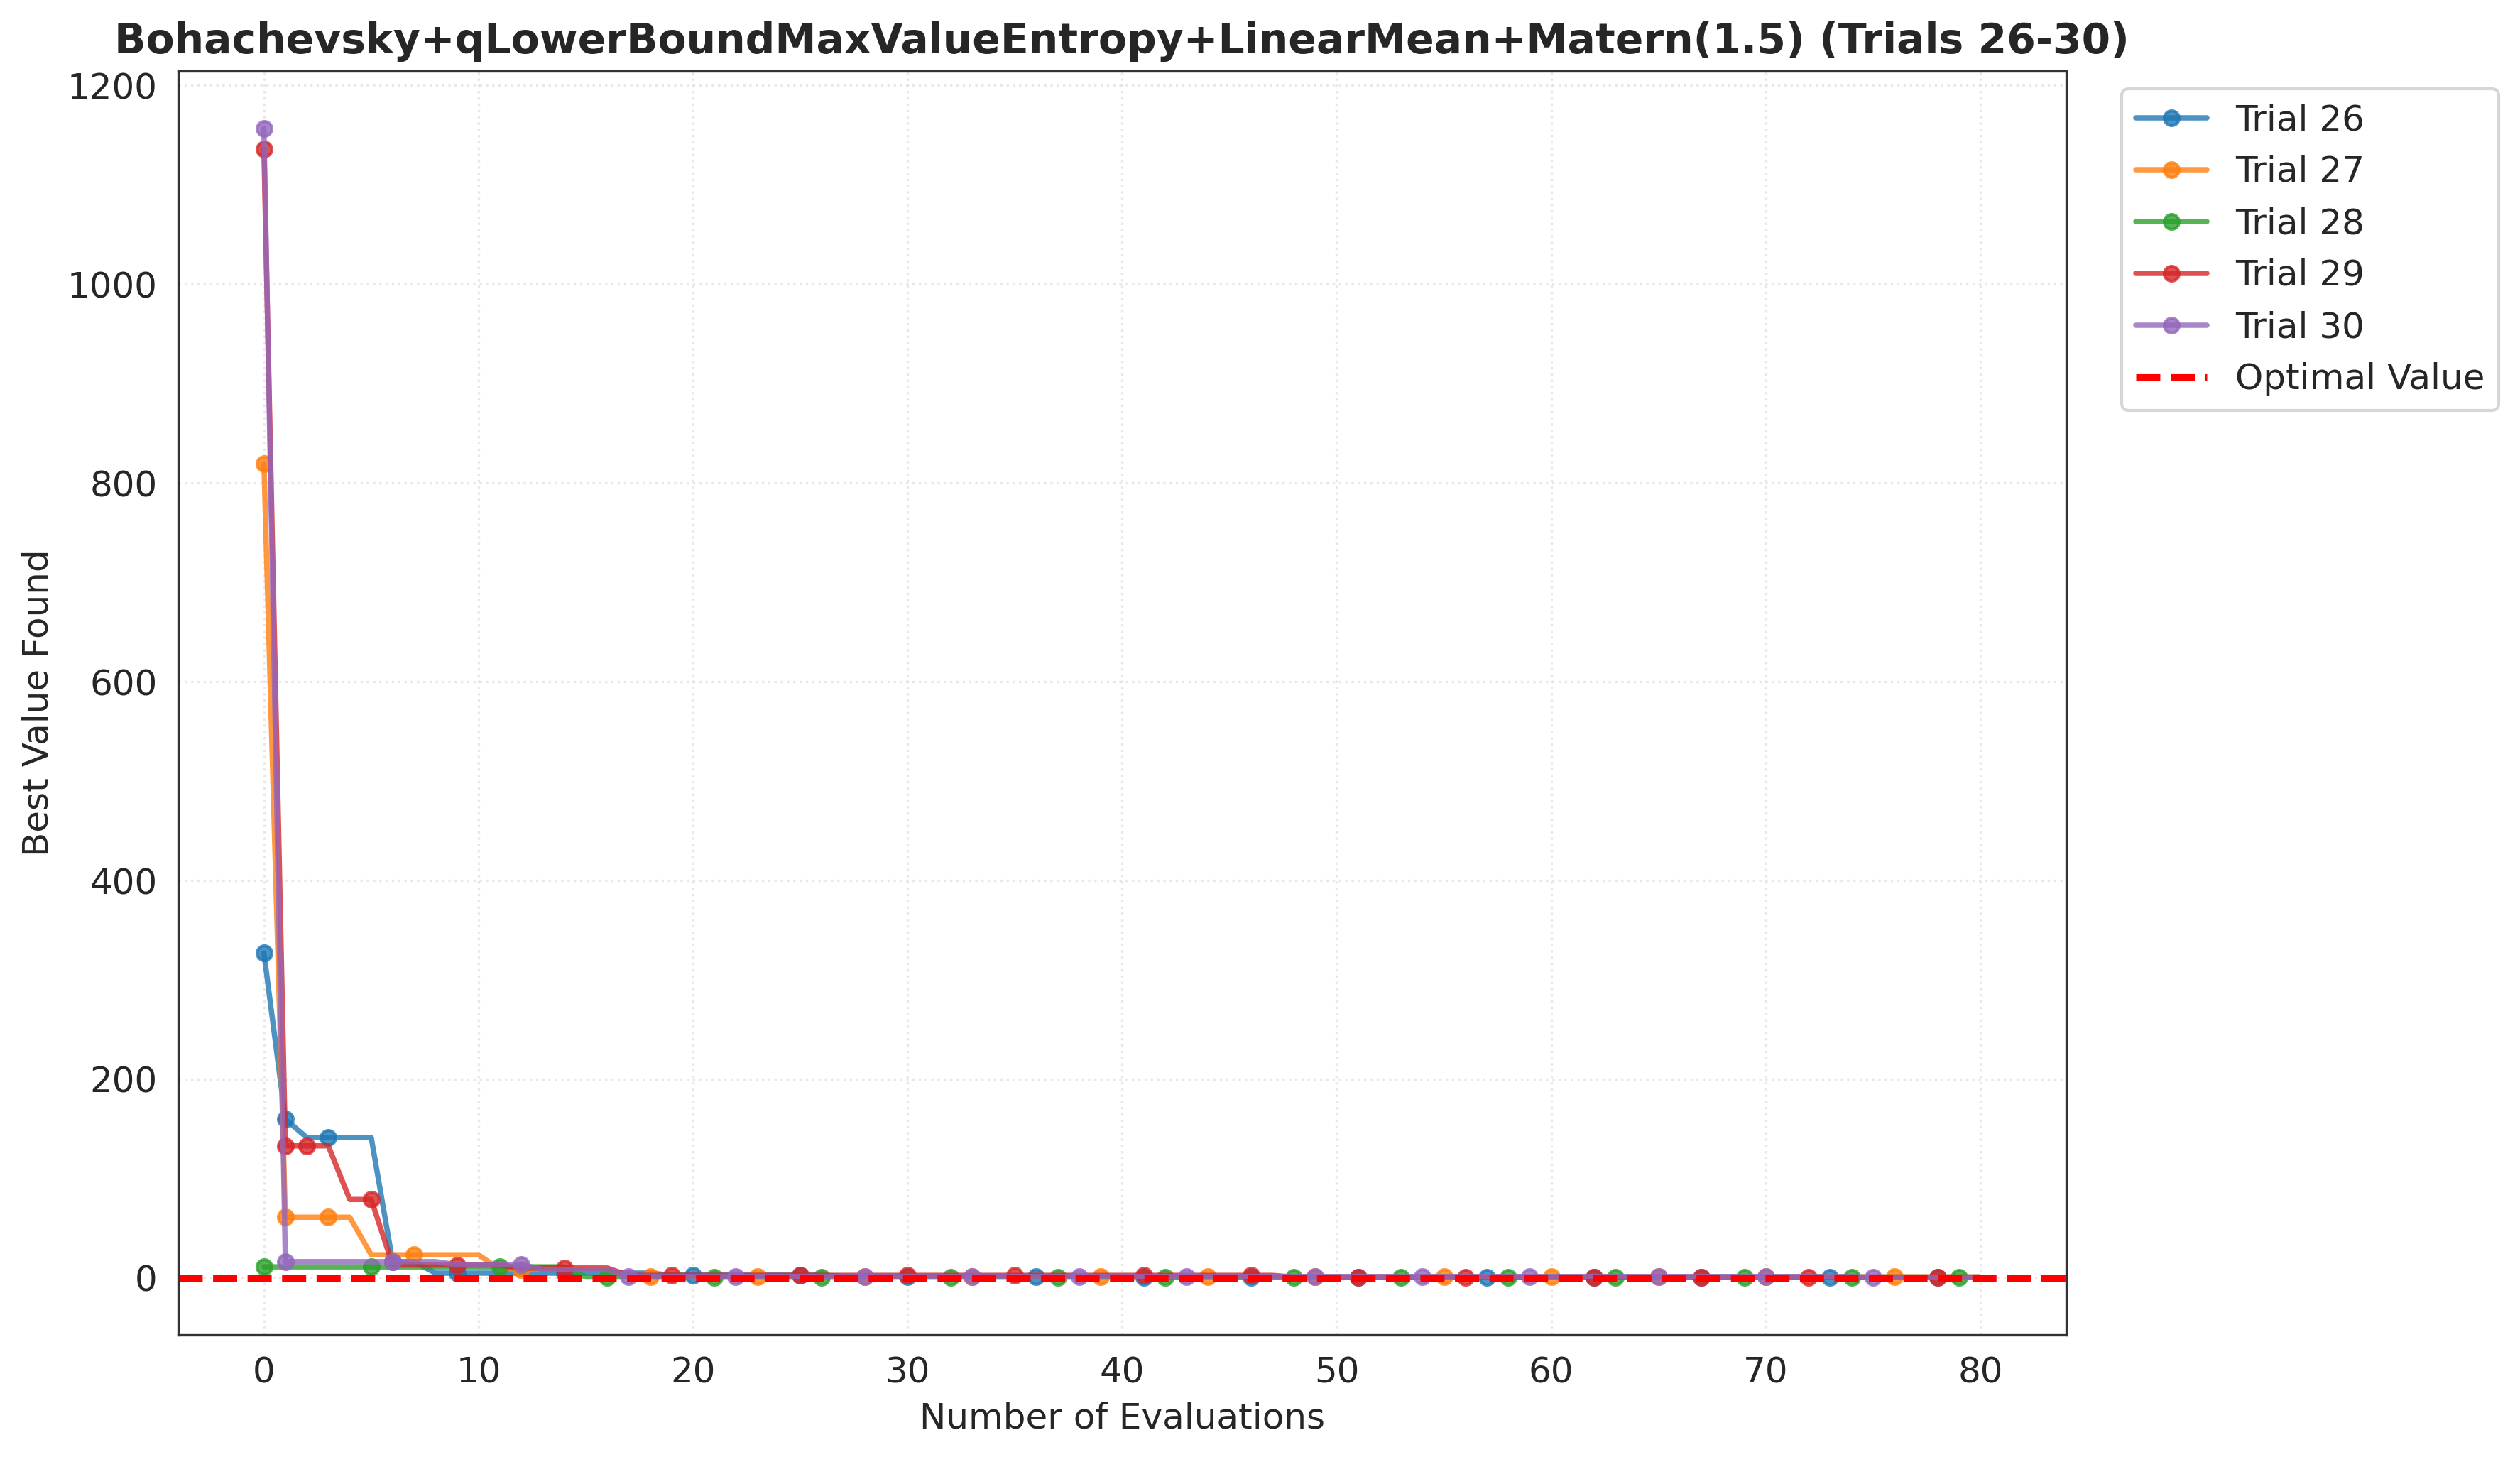 Bohachevsky+qLowerBoundMaxValueEntropy+LinearMean+Matern(1.5) (Trials 26-30)
1200
1000
800
600
400
200
0
Best Value Found
0 10 20 30 40 50 60 70 80
Number of Evaluations
Trial 26
Trial 27
Trial 28
Trial 29
Trial 30
Optimal Value